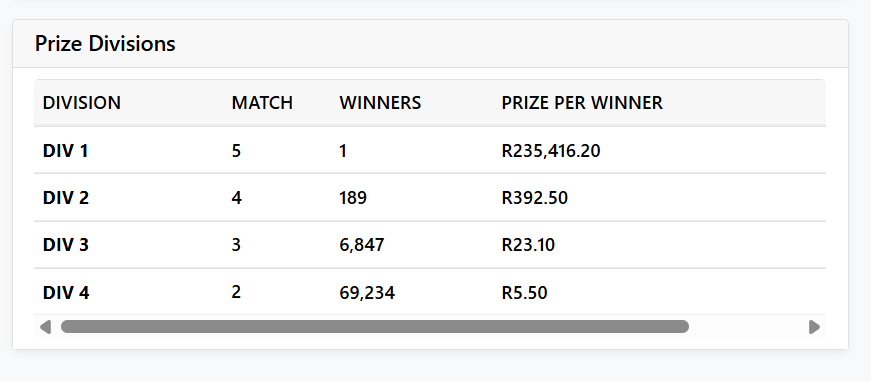 Prize Divisions
DIVISION MATCH WINNERS PRIZE PER WINNER
DIV 1 5 1 R235,416.20
DIV 2 4 189 R392.50
DIV 3 3 6,847 R23.10
DIV 4 2 69,234 R5.50